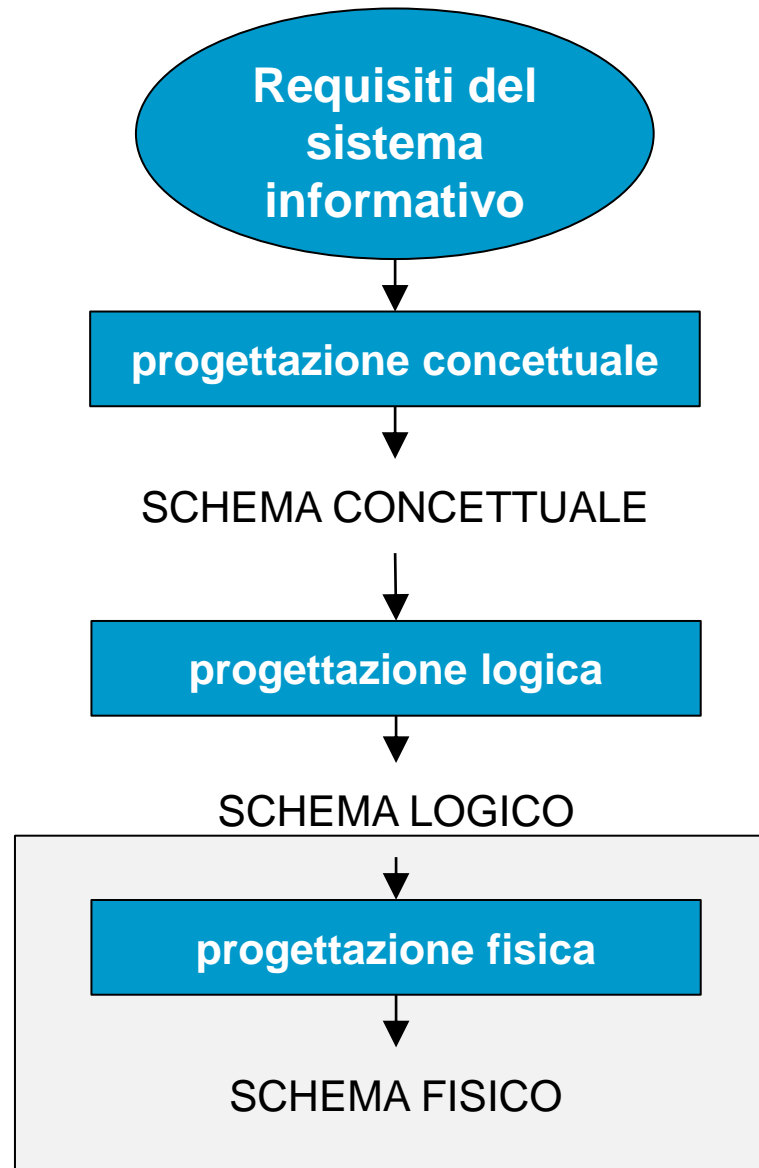 Requisiti del
sistema
informativo
progettazione concettuale
SCHEMA CONCETTUALE
progettazione logica
SCHEMA LOGICO
progettazione fisica
SCHEMA FISICO